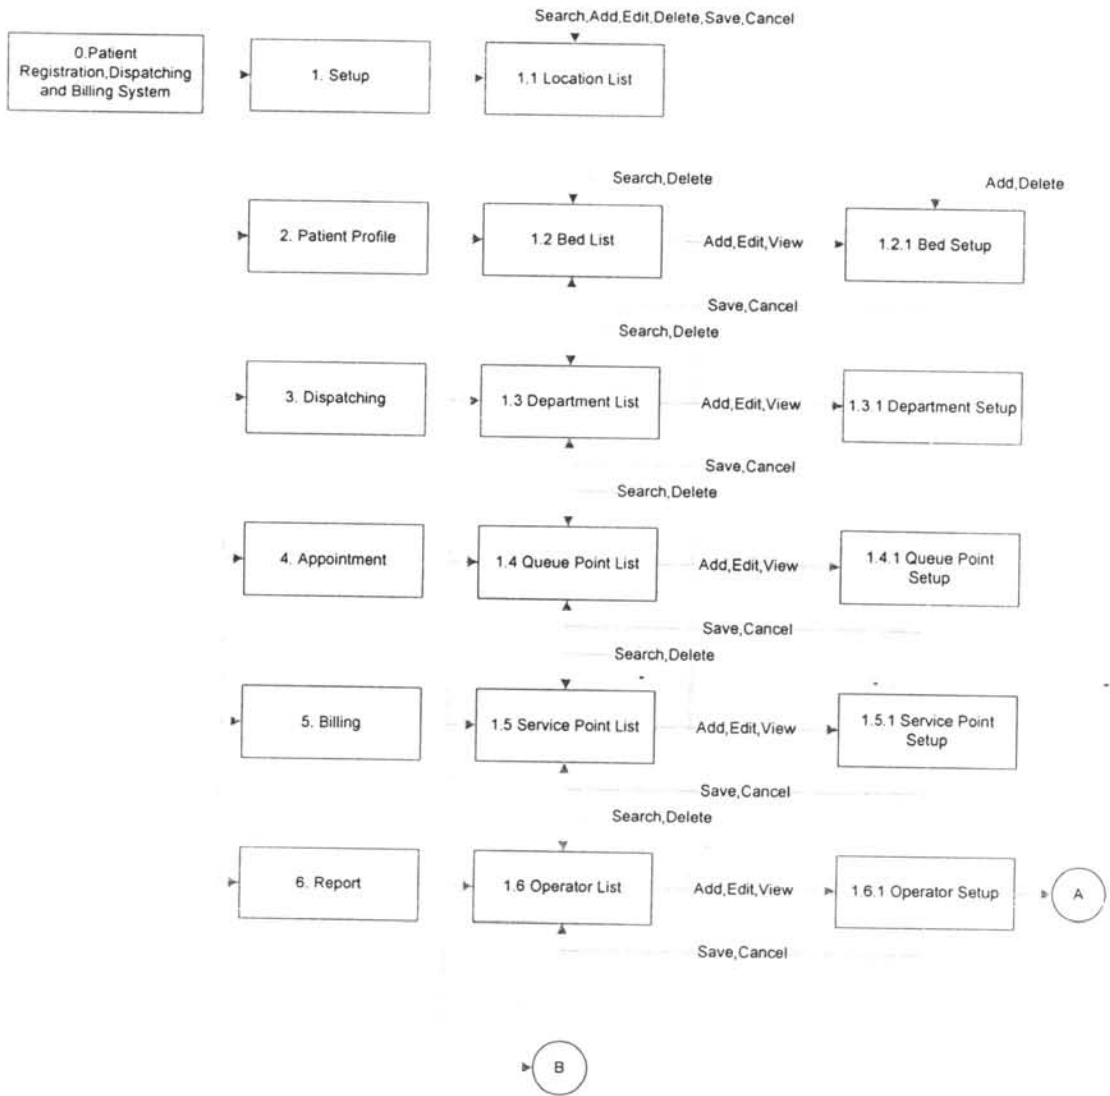 Search,Add,Edit,Delete,Save,Cancel
0.Patient
Registration,Dispatching
and Billing System
1. Setup
1.1 Location List
Search,Delete
Add,Delete
2. Patient Profile
1.2 Bed List
Add,Edit,View
1.2.1 Bed Setup
Save,Cancel
Search,Delete
3. Dispatching
1.3 Department List
Add,Edit,View
1.3.1 Department Setup
Save,Cancel
Search,Delete
4. Appointment
1.4 Queue Point List
Add,Edit,View
1.4.1 Queue Point
Setup
Save,Cancel
Search,Delete
5. Billing
1.5 Service Point List
Add,Edit,View
1.5.1 Service Point
Setup
Save,Cancel
Search,Delete
6. Report
1.6 Operator List
Add,Edit,View
1.6.1 Operator Setup
A
Save,Cancel
B